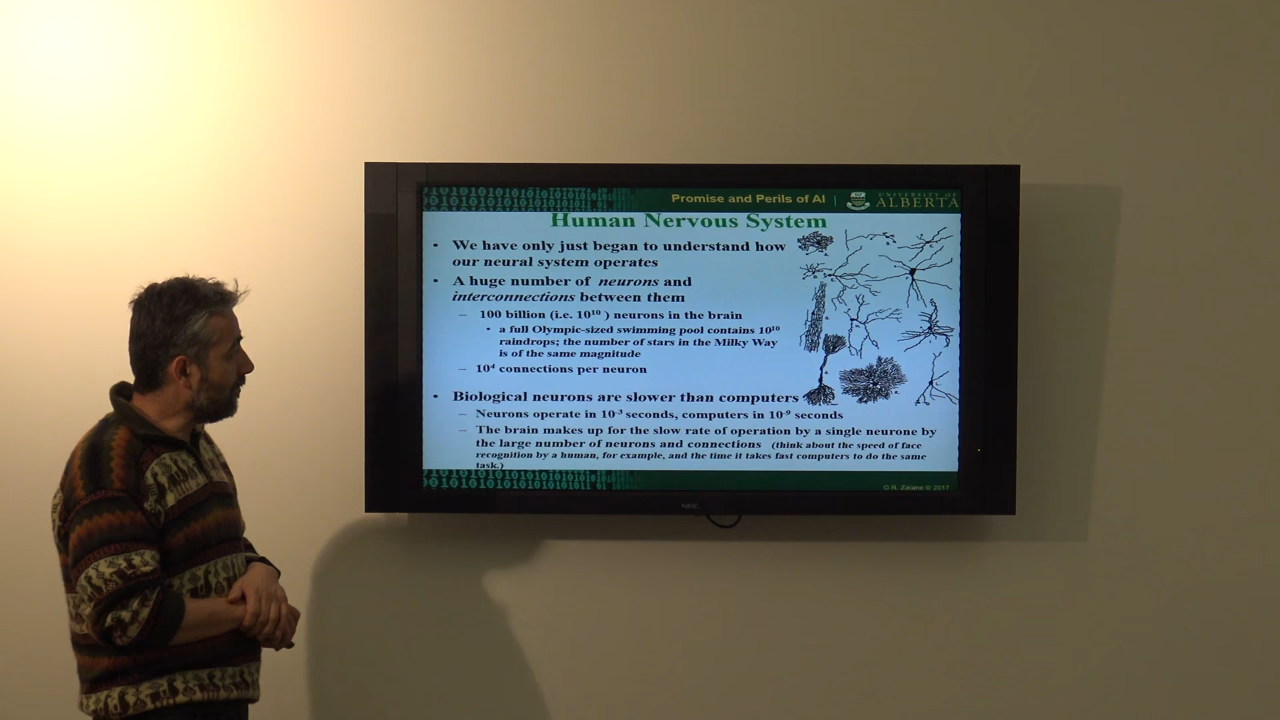 Promise and Perils of AI | UNIVERSITY OF ALBERTA
Human Nervous System
• We have only just began to understand how
our neural system operates
• A huge number of neurons and
interconnections between them
– 100 billion (i.e. 10¹⁰ ) neurons in the brain
• a full Olympic-sized swimming pool contains 10¹⁰
raindrops; the number of stars in the Milky Way
is of the same magnitude
– 10⁴ connections per neuron
• Biological neurons are slower than computers
– Neurons operate in 10⁻³ seconds, computers in 10⁻⁹ seconds
– The brain makes up for the slow rate of operation by a single neurone by
the large number of neurons and connections (think about the speed of face
recognition by a human, for example, and the time it takes fast computers to do the same
task.)
O R. Zaïane © 2017
NEC